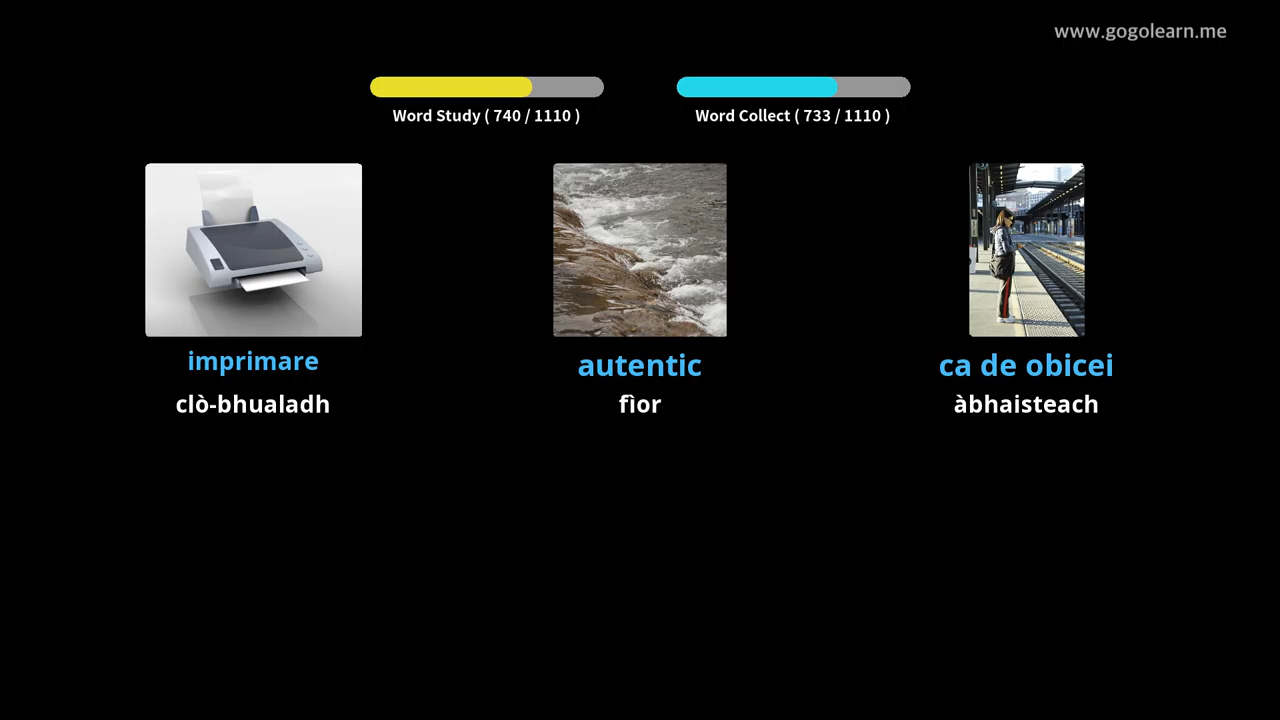 www.gogolearn.me
Word Study ( 740 / 1110 )
Word Collect ( 733 / 1110 )
imprimare
autentic
ca de obicei
clò-bhualadh
fìor
àbhaisteach